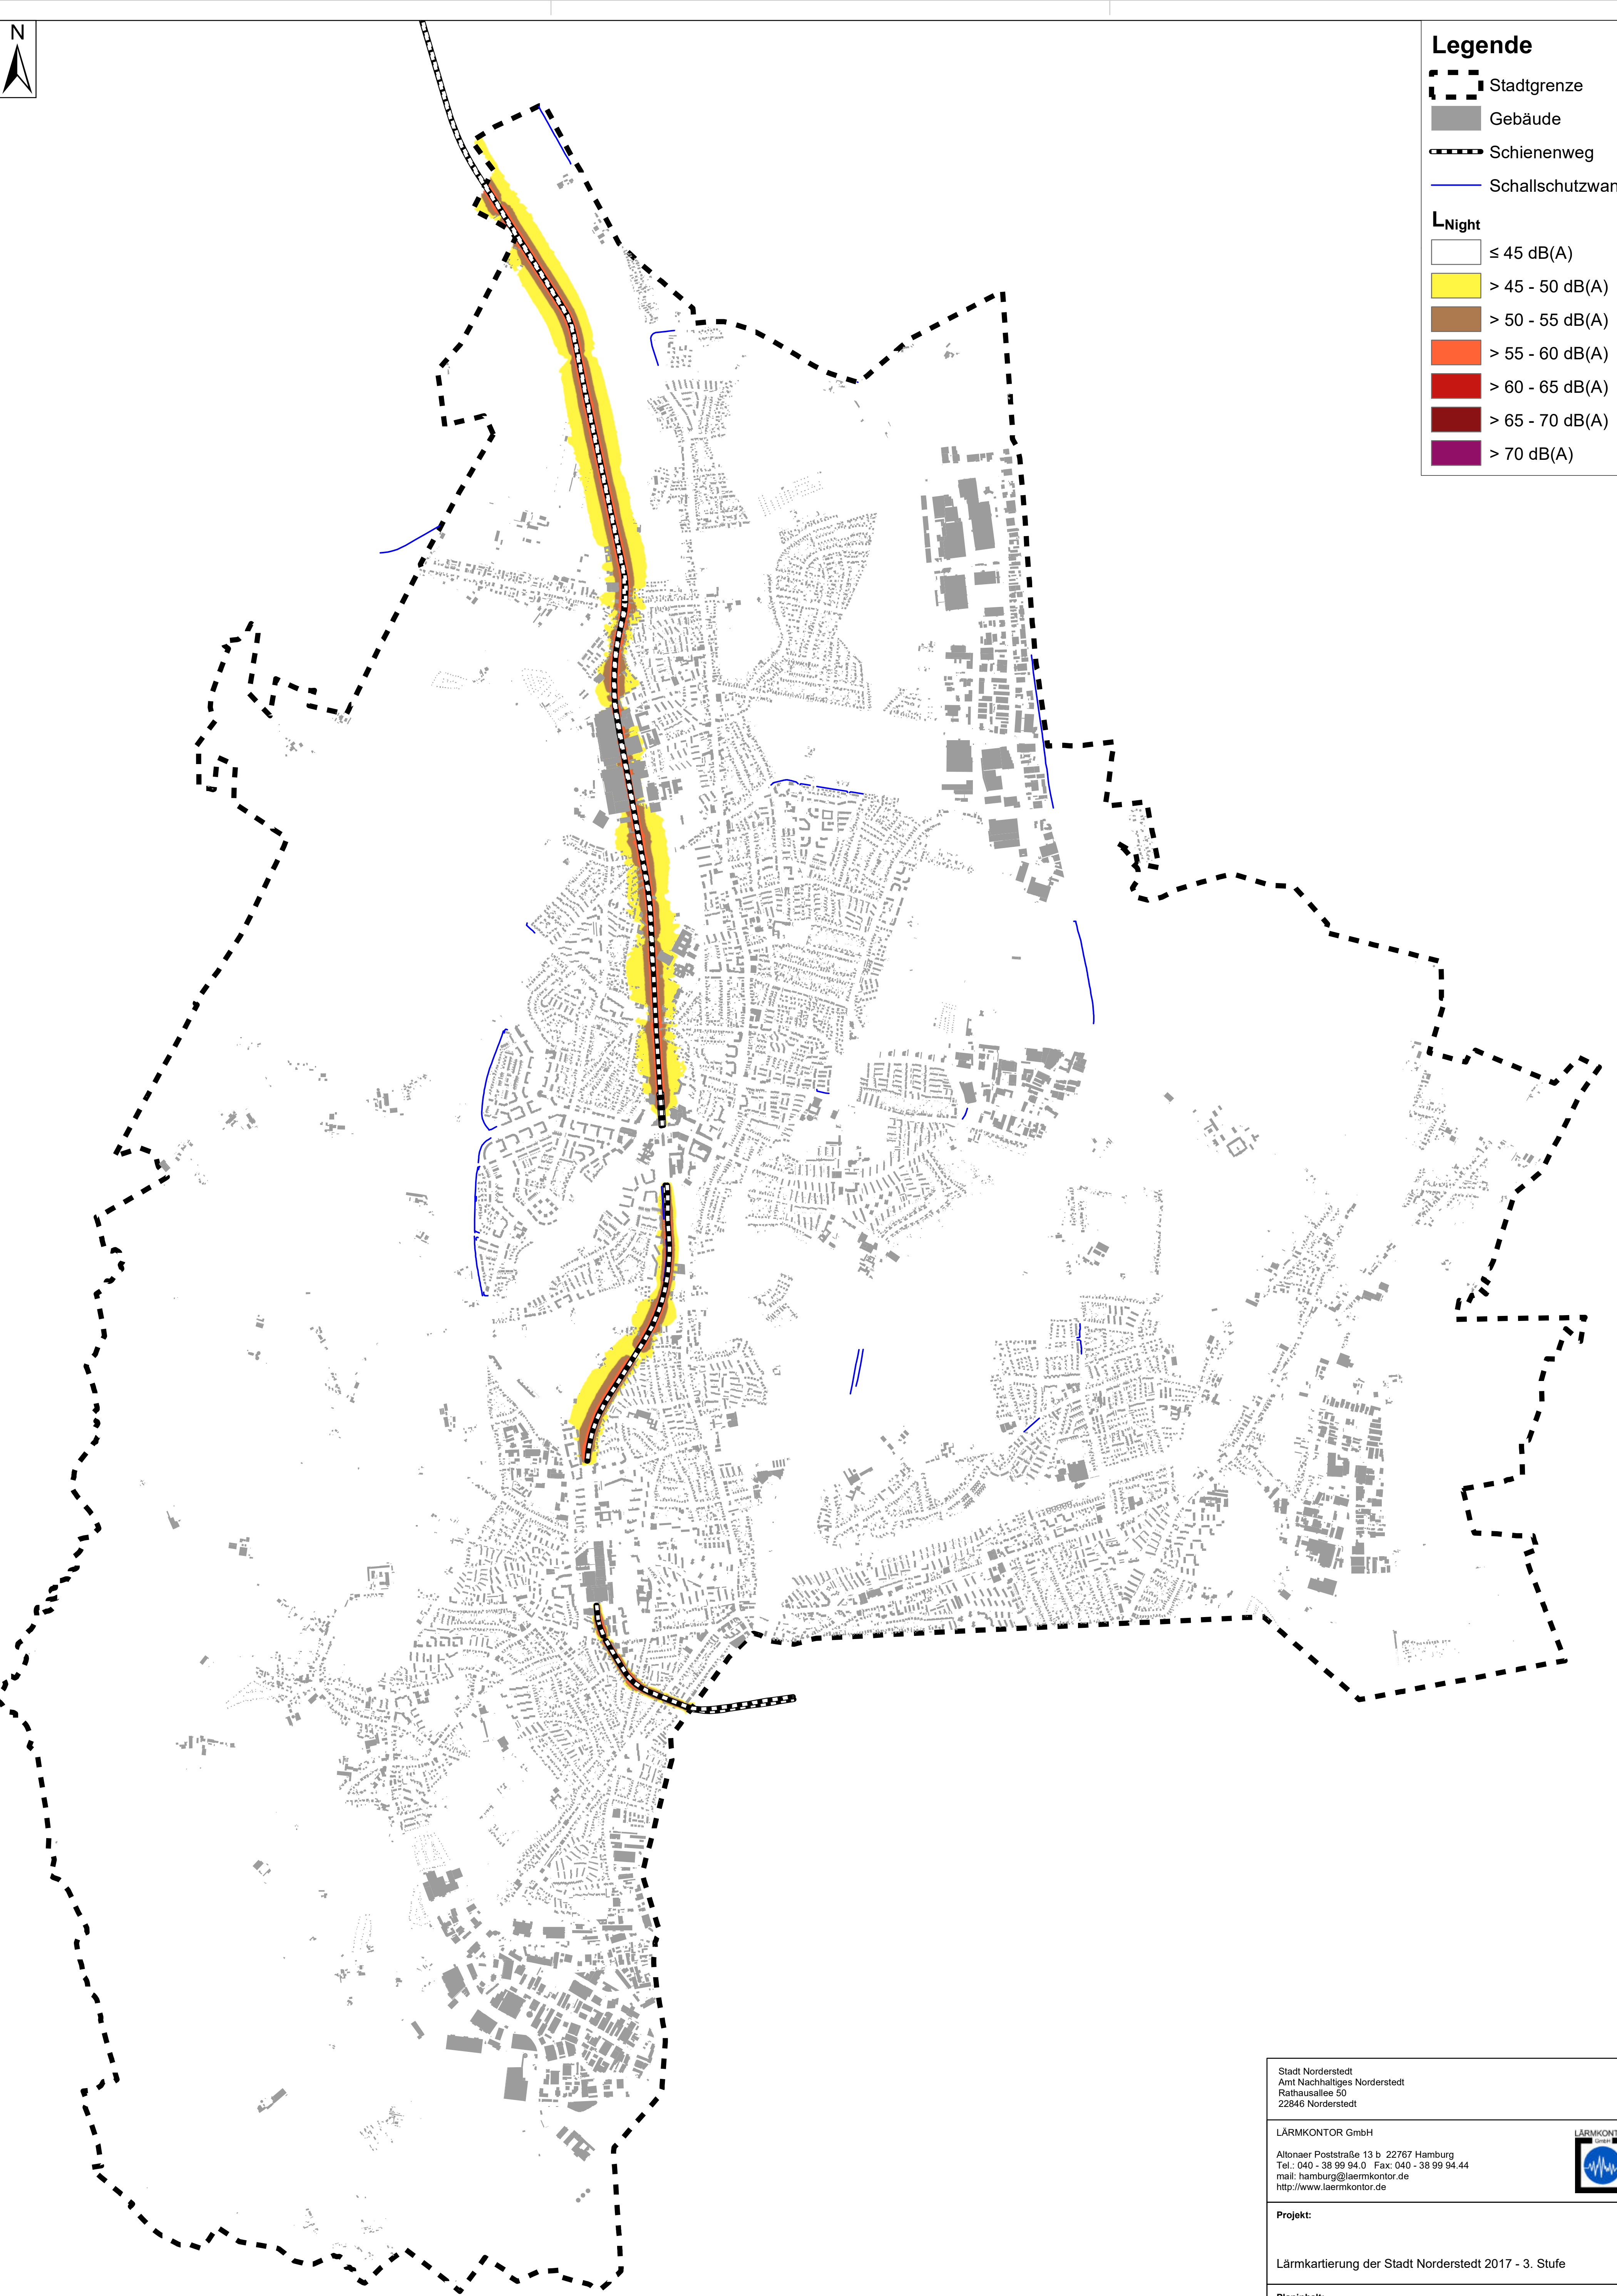 N
Legende
Stadtgrenze
Gebäude
Schienenweg
Schallschutzwan
LNight
≤ 45 dB(A)
> 45 - 50 dB(A)
> 50 - 55 dB(A)
> 55 - 60 dB(A)
> 60 - 65 dB(A)
> 65 - 70 dB(A)
> 70 dB(A)
Stadt Norderstedt
Amt Nachhaltiges Norderstedt
Rathausallee 50
22846 Norderstedt
LÄRMKONTOR GmbH
LÄRMKONT
GmbH
Altonaer Poststraße 13 b 22767 Hamburg
Tel.: 040 - 38 99 94.0 Fax: 040 - 38 99 94.44
mail: hamburg@laermkontor.de
http://www.laermkontor.de
Projekt:
Lärmkartierung der Stadt Norderstedt 2017 - 3. Stufe